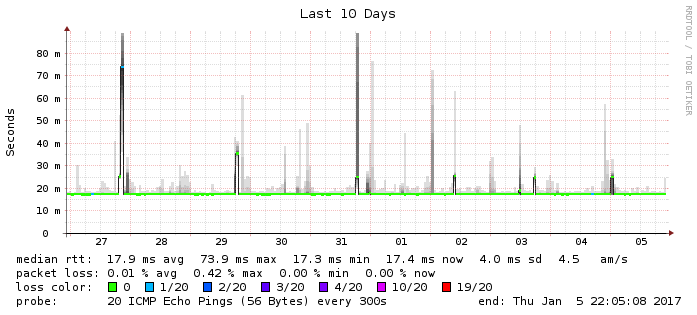 Last 10 Days
RRDTOOL / TOBI OETIKER
Seconds
80 m
70 m
60 m
50 m
40 m
30 m
20 m
10 m
0
27 28 29 30 31 01 02 03 04 05
median rtt: 17.9 ms avg 73.9 ms max 17.3 ms min 17.4 ms now 4.0 ms sd 4.5 am/s
packet loss: 0.01 % avg 0.42 % max 0.00 % min 0.00 % now
loss color: 0 1/20 2/20 3/20 4/20 10/20 19/20
probe: 20 ICMP Echo Pings (56 Bytes) every 300s end: Thu Jan 5 22:05:08 2017